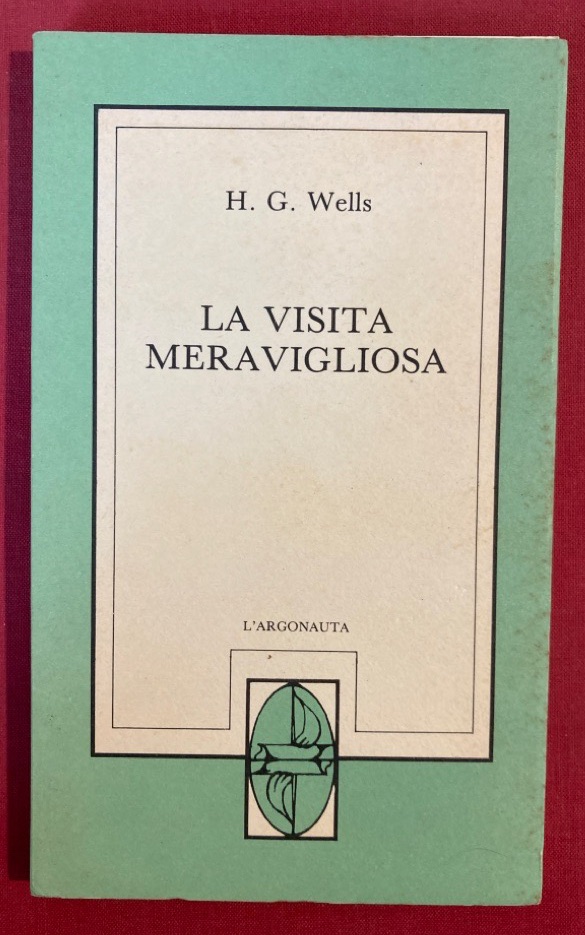 H. G. Wells
LA VISITA
MERAVIGLIOSA
L'ARGONAUTA